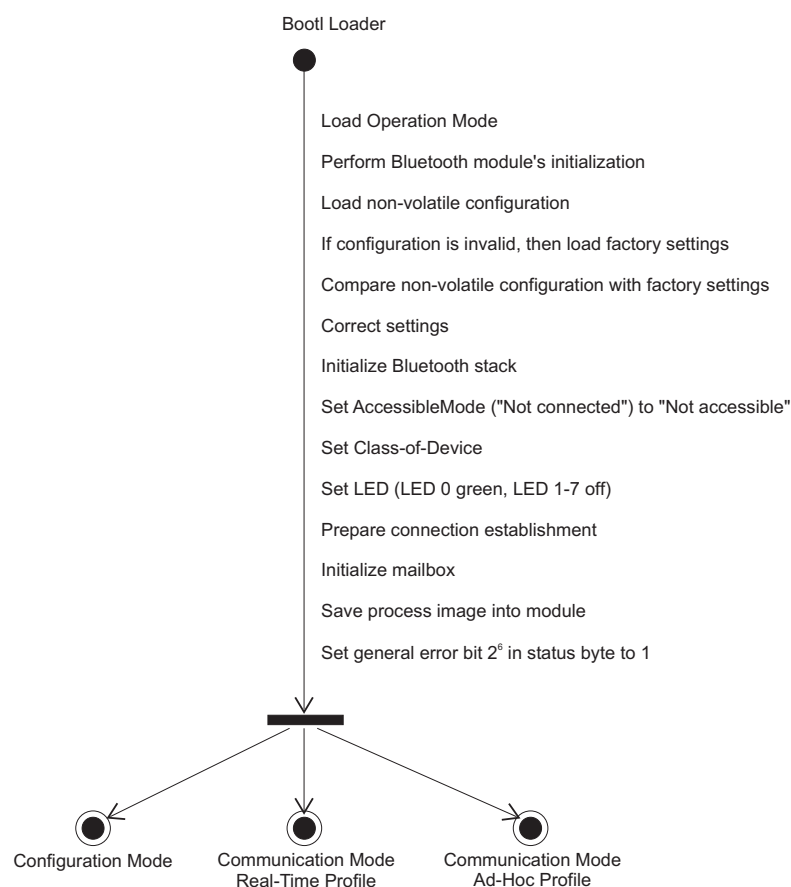 Bootl Loader
Load Operation Mode
Perform Bluetooth module's initialization
Load non-volatile configuration
If configuration is invalid, then load factory settings
Compare non-volatile configuration with factory settings
Correct settings
Initialize Bluetooth stack
Set AccessibleMode ("Not connected") to "Not accessible"
Set Class-of-Device
Set LED (LED 0 green, LED 1-7 off)
Prepare connection establishment
Initialize mailbox
Save process image into module
Set general error bit 2⁶ in status byte to 1
Configuration Mode
Communication Mode
Real-Time Profile
Communication Mode
Ad-Hoc Profile